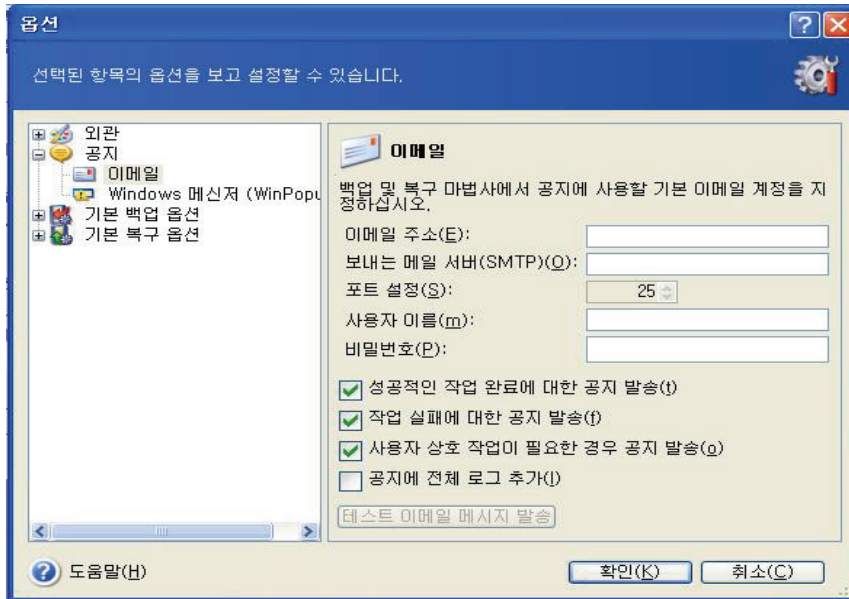 옵션
선택된 항목의 옵션을 보고 설정할 수 있습니다.
외관
공지
이메일
Windows 메신저 (WinPopu
기본 백업 옵션
기본 복구 옵션
이메일
백업 및 복구 마법사에서 공지에 사용할 기본 이메일 계정을 지
정하십시오.
이메일 주소(E):
보내는 메일 서버(SMTP)(O):
포트 설정(S): 25
사용자 이름(m):
비밀번호(P):
성공적인 작업 완료에 대한 공지 발송(t)
작업 실패에 대한 공지 발송(f)
사용자 상호 작업이 필요한 경우 공지 발송(o)
공지에 전체 로그 추가(l)
테스트 이메일 메시지 발송
도움말(H)
확인(K) 취소(C)